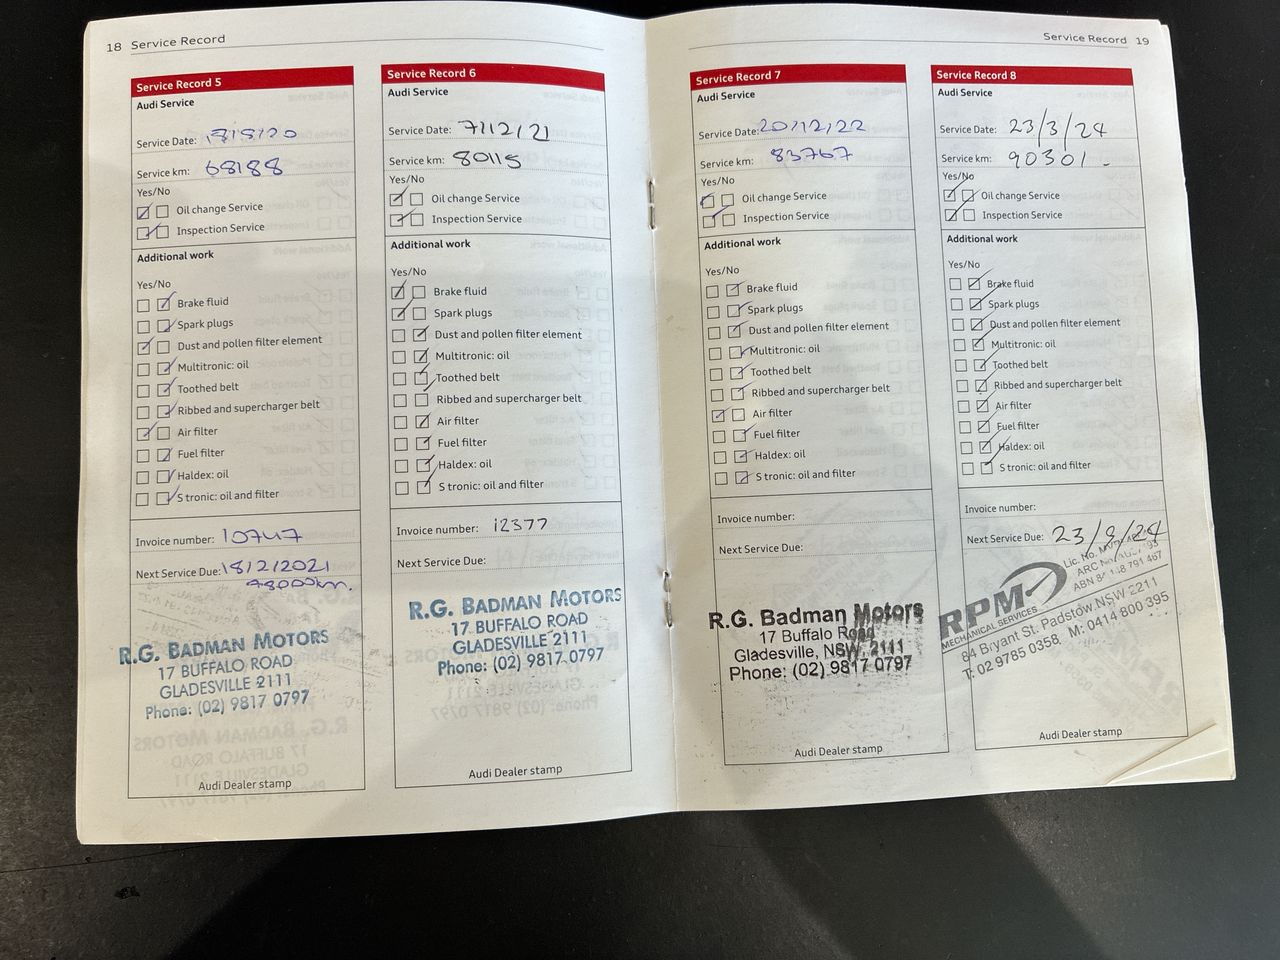 18 Service Record
Service Record 5
Audi Service
Service Date: 18/8/20
Service km: 68188
Yes/No
Oil change Service
Inspection Service
Additional work
Yes/No
Brake fluid
Spark plugs
Dust and pollen filter element
Multitronic: oil
Toothed belt
Ribbed and supercharger belt
Air filter
Fuel filter
Haldex: oil
S tronic: oil and filter
Invoice number: 10747
Next Service Due: 18/2/2021
98000km.
R.G. BADMAN MOTORS
17 BUFFALO ROAD
GLADESVILLE 2111
Phone: (02) 9817 0797
Audi Dealer stamp
Service Record 6
Audi Service
Service Date: 7/12/21
Service km: 80115
Yes/No
Oil change Service
Inspection Service
Additional work
Yes/No
Brake fluid
Spark plugs
Dust and pollen filter element
Multitronic: oil
Toothed belt
Ribbed and supercharger belt
Air filter
Fuel filter
Haldex: oil
S tronic: oil and filter
Invoice number: 12377
Next Service Due:
R.G. BADMAN MOTORS
17 BUFFALO ROAD
GLADESVILLE 2111
Phone: (02) 9817 0797
Audi Dealer stamp
Service Record 19
Service Record 7
Audi Service
Service Date: 20/12/22
Service km: 83767
Yes/No
Oil change Service
Inspection Service
Additional work
Yes/No
Brake fluid
Spark plugs
Dust and pollen filter element
Multitronic: oil
Toothed belt
Ribbed and supercharger belt
Air filter
Fuel filter
Haldex: oil
S tronic: oil and filter
Invoice number:
Next Service Due:
R.G. Badman Motors
17 Buffalo Road
Gladesville, NSW, 2111
Phone: (02) 9817 0797
Audi Dealer stamp
Service Record 8
Audi Service
Service Date: 23/3/24
Service km: 90301
Yes/No
Oil change Service
Inspection Service
Additional work
Yes/No
Brake fluid
Spark plugs
Dust and pollen filter element
Multitronic: oil
Toothed belt
Ribbed and supercharger belt
Air filter
Fuel filter
Haldex: oil
S tronic: oil and filter
Invoice number:
Next Service Due: 23/9/24
Lic. No.
ARC No.
ABN
RPM
MECHANICAL SERVICES
84 Bryant St. Padstow NSW 2211
T: 02 9785 0358, M: 0414 800 395
Audi Dealer stamp